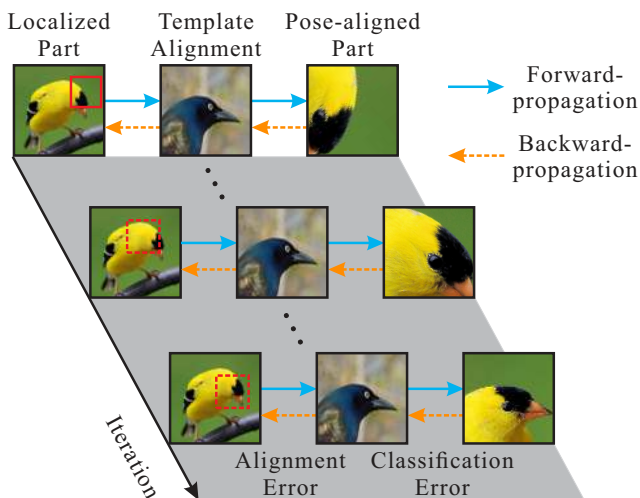 Localized
Part
Template
Alignment
Pose-aligned
Part
Forward-
propagation
Backward-
propagation
Iteration
Alignment
Error
Classification
Error